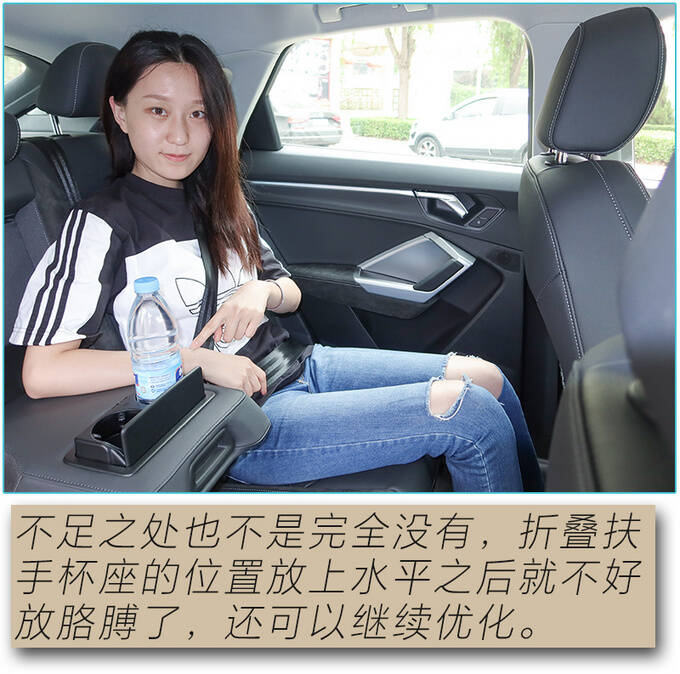 不足之处也不是完全没有，折叠扶
手杯座的位置放上水平之后就不好
放胳膊了，还可以继续优化。